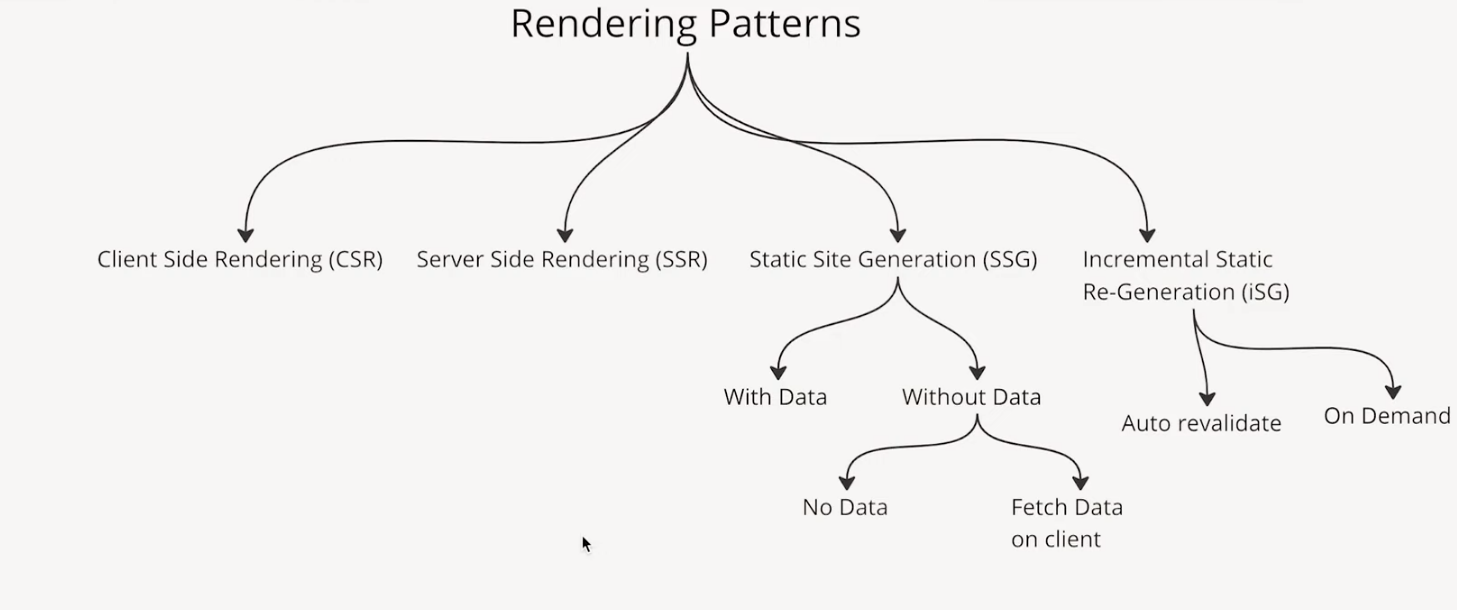 Rendering Patterns
Client Side Rendering (CSR)
Server Side Rendering (SSR)
Static Site Generation (SSG)
Incremental Static
Re-Generation (iSG)
With Data
Without Data
Auto revalidate
On Demand
No Data
Fetch Data
on client